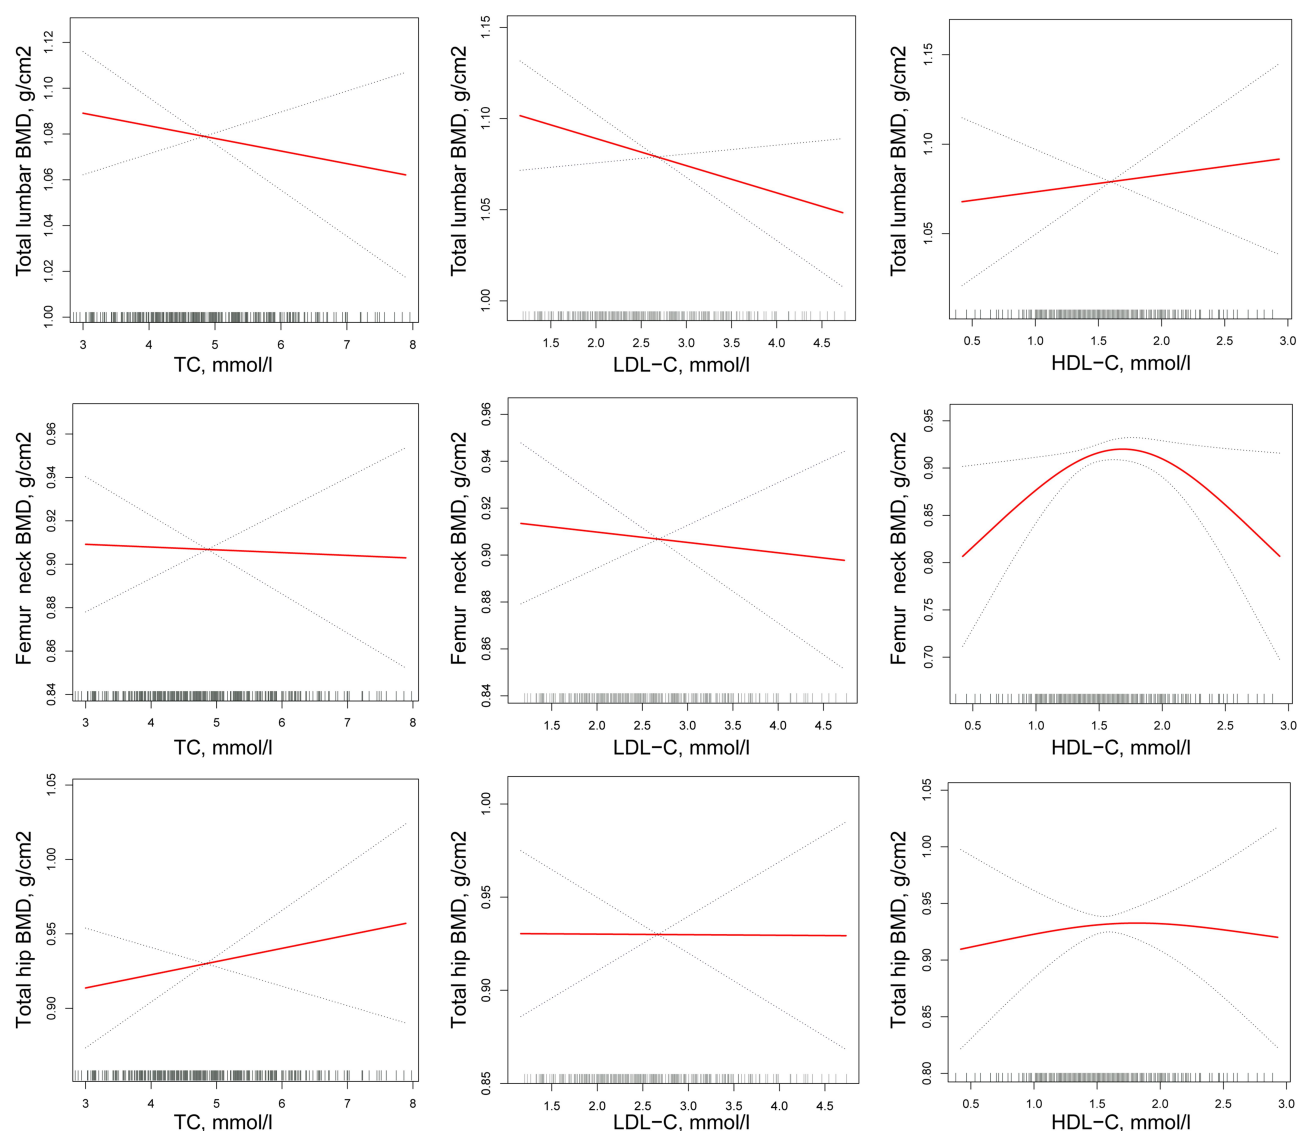 Total lumbar BMD, g/cm2
1.00 1.02 1.04 1.06 1.08 1.10 1.12
3 4 5 6 7 8
TC, mmol/l
Total lumbar BMD, g/cm2
1.00 1.05 1.10 1.15
1.5 2.0 2.5 3.0 3.5 4.0 4.5
LDL−C, mmol/l
Total lumbar BMD, g/cm2
1.05 1.10 1.15
0.5 1.0 1.5 2.0 2.5 3.0
HDL−C, mmol/l
Femur neck BMD, g/cm2
0.84 0.88 0.90 0.92 0.94 0.96
3 4 5 6 7 8
TC, mmol/l
Femur neck BMD, g/cm2
0.84 0.86 0.88 0.90 0.92 0.94 0.96
1.5 2.0 2.5 3.0 3.5 4.0 4.5
LDL−C, mmol/l
Femur neck BMD, g/cm2
0.70 0.75 0.80 0.85 0.90 0.95
0.5 1.0 1.5 2.0 2.5 3.0
HDL−C, mmol/l
Total hip BMD, g/cm2
0.90 0.95 1.00 1.05
3 4 5 6 7 8
TC, mmol/l
Total hip BMD, g/cm2
0.85 0.90 0.95 1.00
1.5 2.0 2.5 3.0 3.5 4.0 4.5
LDL−C, mmol/l
Total hip BMD, g/cm2
0.80 0.85 0.90 0.95 1.00 1.05
0.5 1.0 1.5 2.0 2.5 3.0
HDL−C, mmol/l